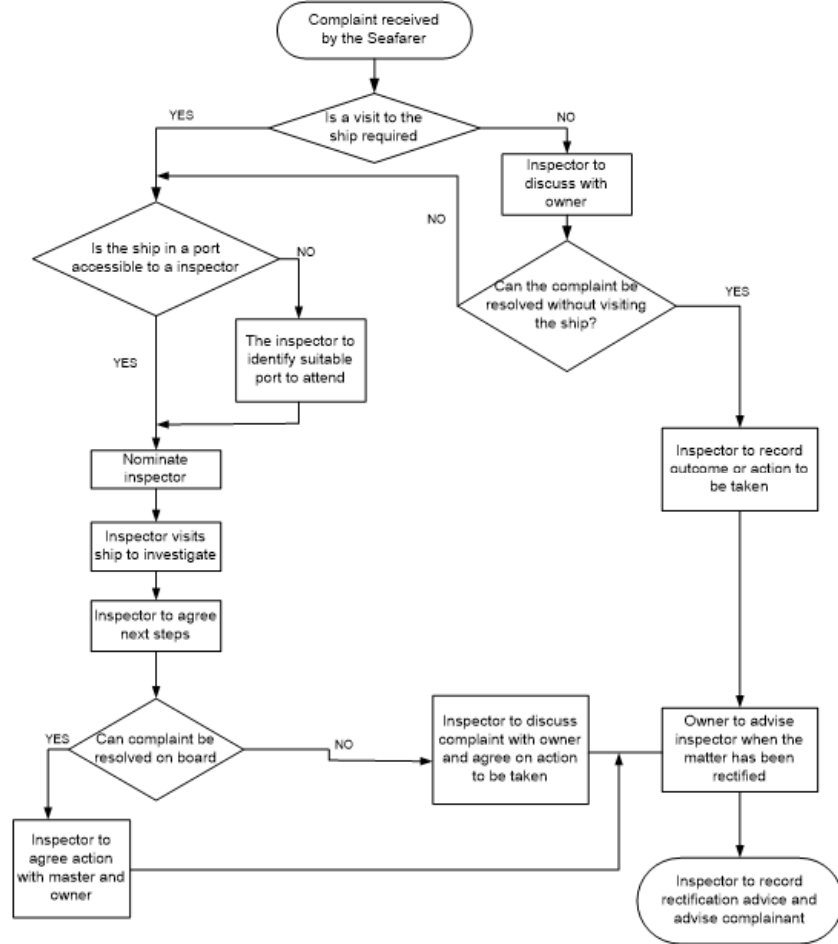 Complaint received
by the Seafarer
YES
Is a visit to the
ship required
NO
Inspector to
discuss with
owner
NO
Is the ship in a port
accessible to a inspector
NO
Can the complaint be
resolved without visiting
the ship?
YES
The inspector to
identify suitable
port to attend
YES
Nominate
inspector
Inspector to record
outcome or action to
be taken
Inspector visits
ship to investigate
Inspector to agree
next steps
YES
Can complaint be
resolved on board
NO
Inspector to discuss
complaint with owner
and agree on action
to be taken
Owner to advise
inspector when the
matter has been
rectified
Inspector to
agree action
with master and
owner
Inspector to record
rectification advice and
advise complainant